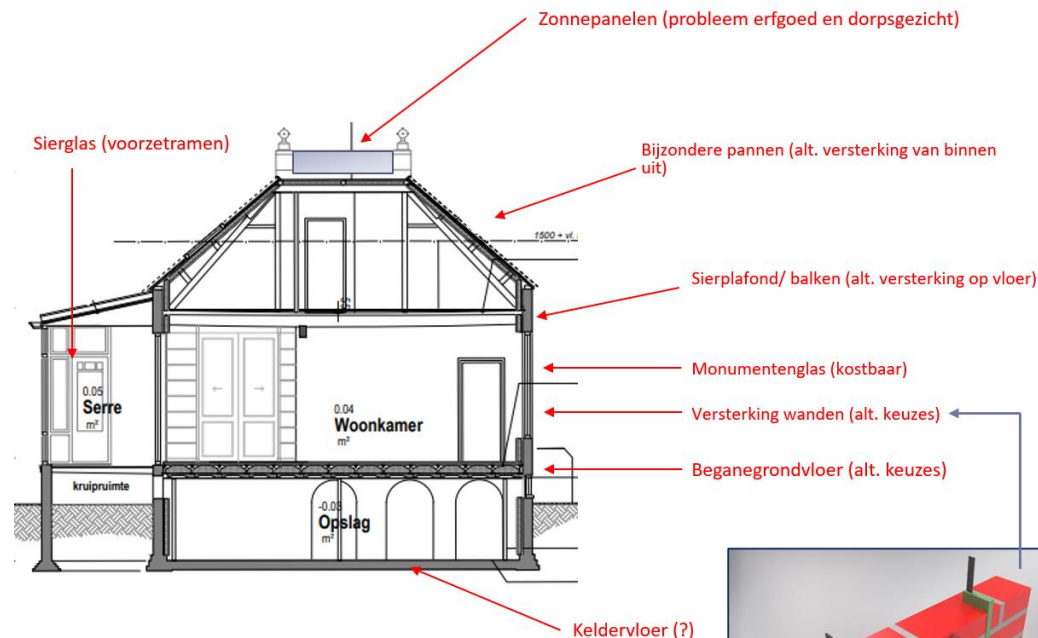 Zonnepanelen (probleem erfgoed en dorpsgezicht)
Sierglas (voorzetramen)
Bijzondere pannen (alt. versterking van binnen
uit)
1500 + vl.
Sierplafond/ balken (alt. versterking op vloer)
Monumentenglas (kostbaar)
0.05
Serre
m²
0.04
Woonkamer
m²
Versterking wanden (alt. keuzes)
Beganegrondvloer (alt. keuzes)
kruipruimte
-0.03
Opslag
m²
Keldervloer (?)